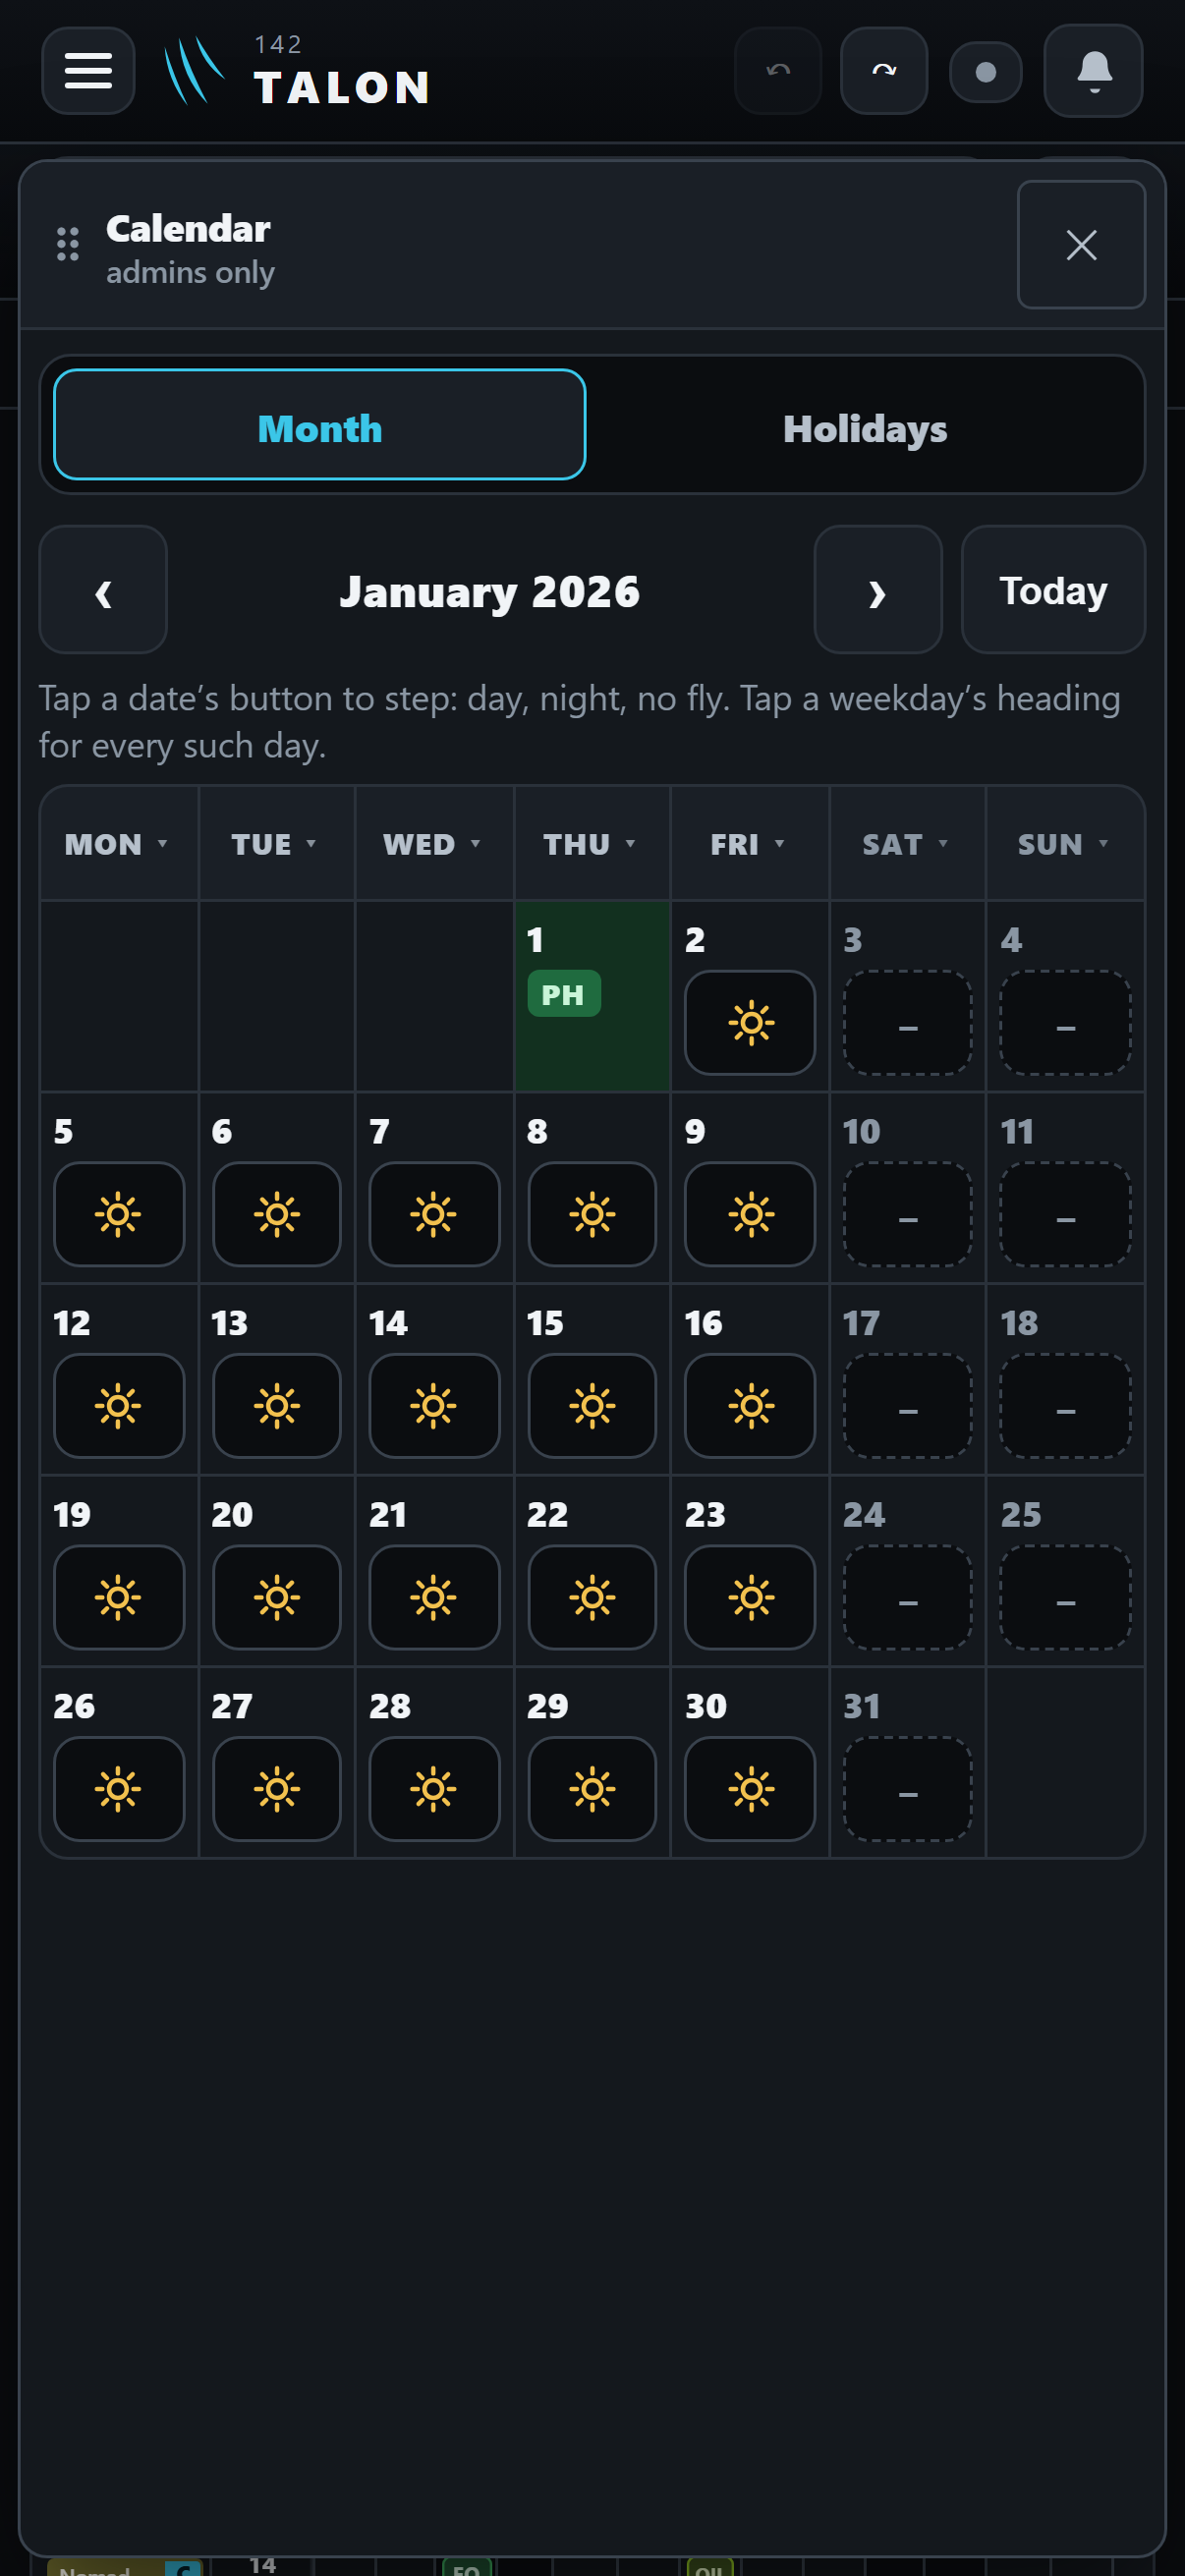 142
TALON
Calendar
admins only
Month Holidays
‹ January 2026 › Today
Tap a date’s button to step: day, night, no fly. Tap a weekday’s heading
for every such day.
MON ▾ TUE ▾ WED ▾ THU ▾ FRI ▾ SAT ▾ SUN ▾
1 2 3 4
PH – –
5 6 7 8 9 10 11
– –
12 13 14 15 16 17 18
– –
19 20 21 22 23 24 25
– –
26 27 28 29 30 31
–
14